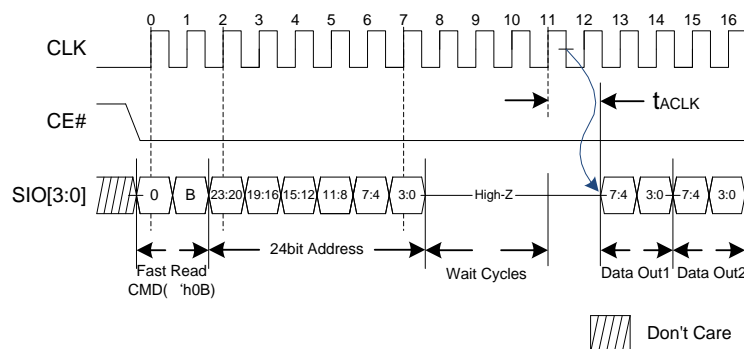 0 1 2 3 4 5 6 7 8 9 10 11 12 13 14 15 16
CLK
tACLK
CE#
SIO[3:0]
0 B 23:20 19:16 15:12 11:8 7:4 3:0 High-Z 7:4 3:0 7:4 3:0
Fast Read
CMD( 'h0B)
24bit Address
Wait Cycles
Data Out1
Data Out2
Don't Care